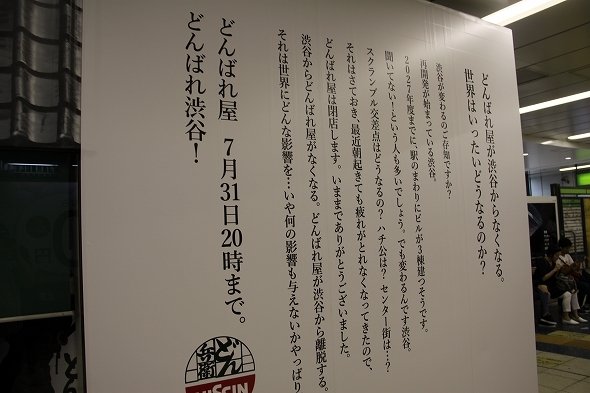 どんばれ屋が渋谷からなくなる。
世界はいったいどうなるのか？
渋谷が変わるのご存知ですか？
再開発が始まっている渋谷。
2027年度までに、駅のまわりにビルが3棟建つそうです。
聞いてない！という人も多いでしょう。でも変わるんです渋谷。
スクランブル交差点はどうなるの？ハチ公は？センター街は…？
それはさておき、最近朝起きても疲れがとれなくなってきたので、
どんばれ屋は閉店します。いままでありがとうございました。
渋谷からどんばれ屋がなくなる。どんばれ屋が渋谷から離脱する。
それは世界にどんな影響を…いや何の影響も与えないかやっぱり
どんばれ屋 7月31日20時まで。
どんばれ渋谷！
どん兵衛
NISSIN